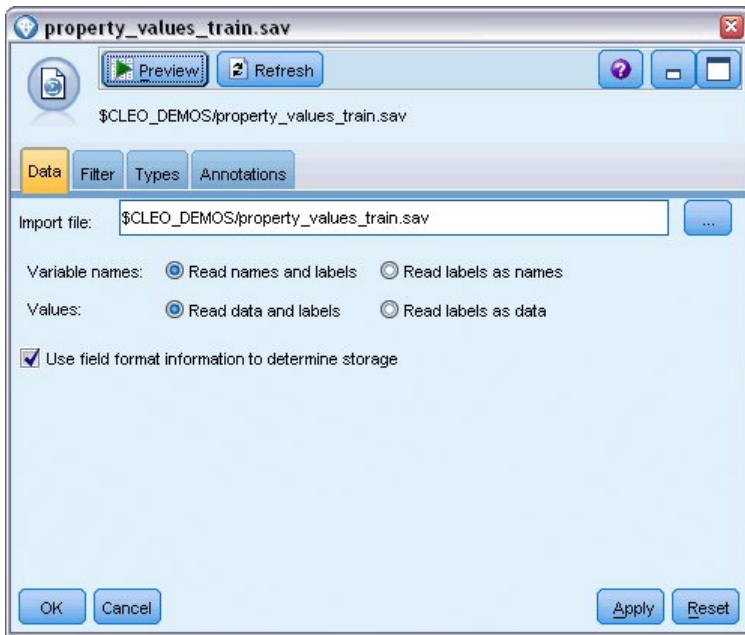 property_values_train.sav
Preview Refresh ?
$CLEO_DEMOS/property_values_train.sav
Data Filter Types Annotations
Import file: $CLEO_DEMOS/property_values_train.sav ...
Variable names: Read names and labels Read labels as names
Values: Read data and labels Read labels as data
Use field format information to determine storage
OK Cancel Apply Reset